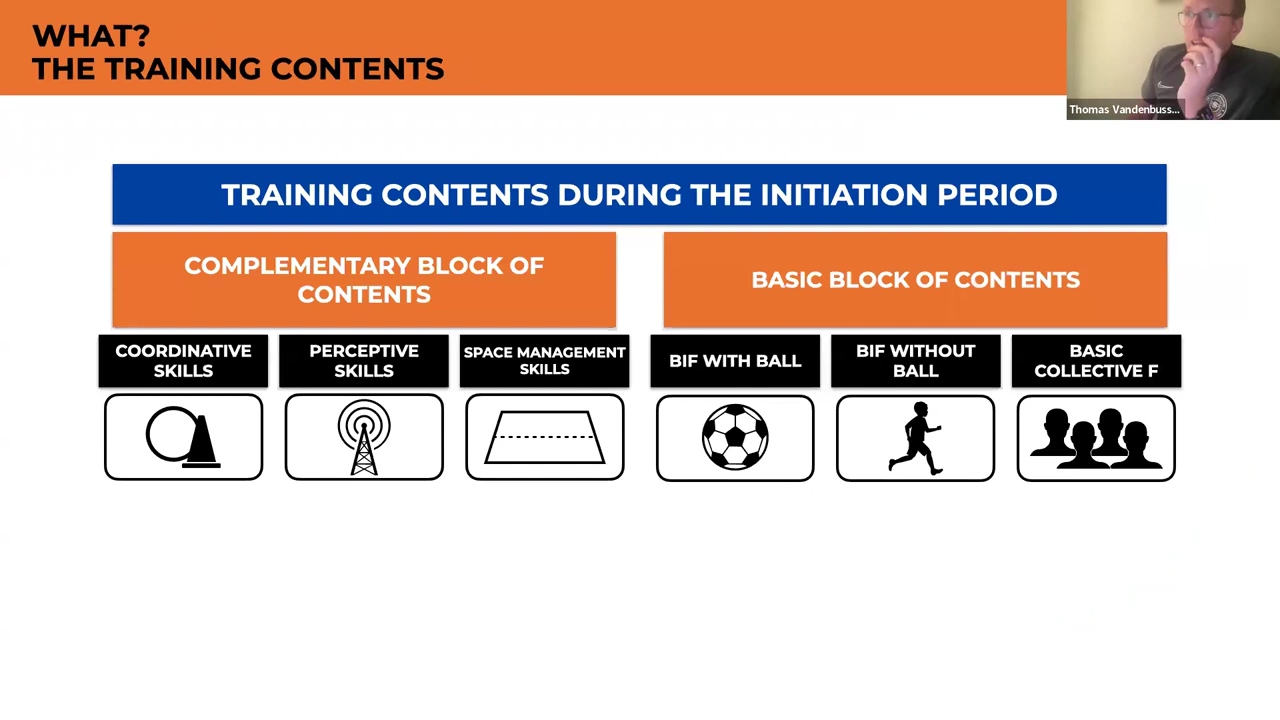 WHAT?
THE TRAINING CONTENTS
Thomas Vandenbuss...
TRAINING CONTENTS DURING THE INITIATION PERIOD
COMPLEMENTARY BLOCK OF
CONTENTS
BASIC BLOCK OF CONTENTS
COORDINATIVE
SKILLS
PERCEPTIVE
SKILLS
SPACE MANAGEMENT
SKILLS
BIF WITH BALL
BIF WITHOUT
BALL
BASIC
COLLECTIVE F